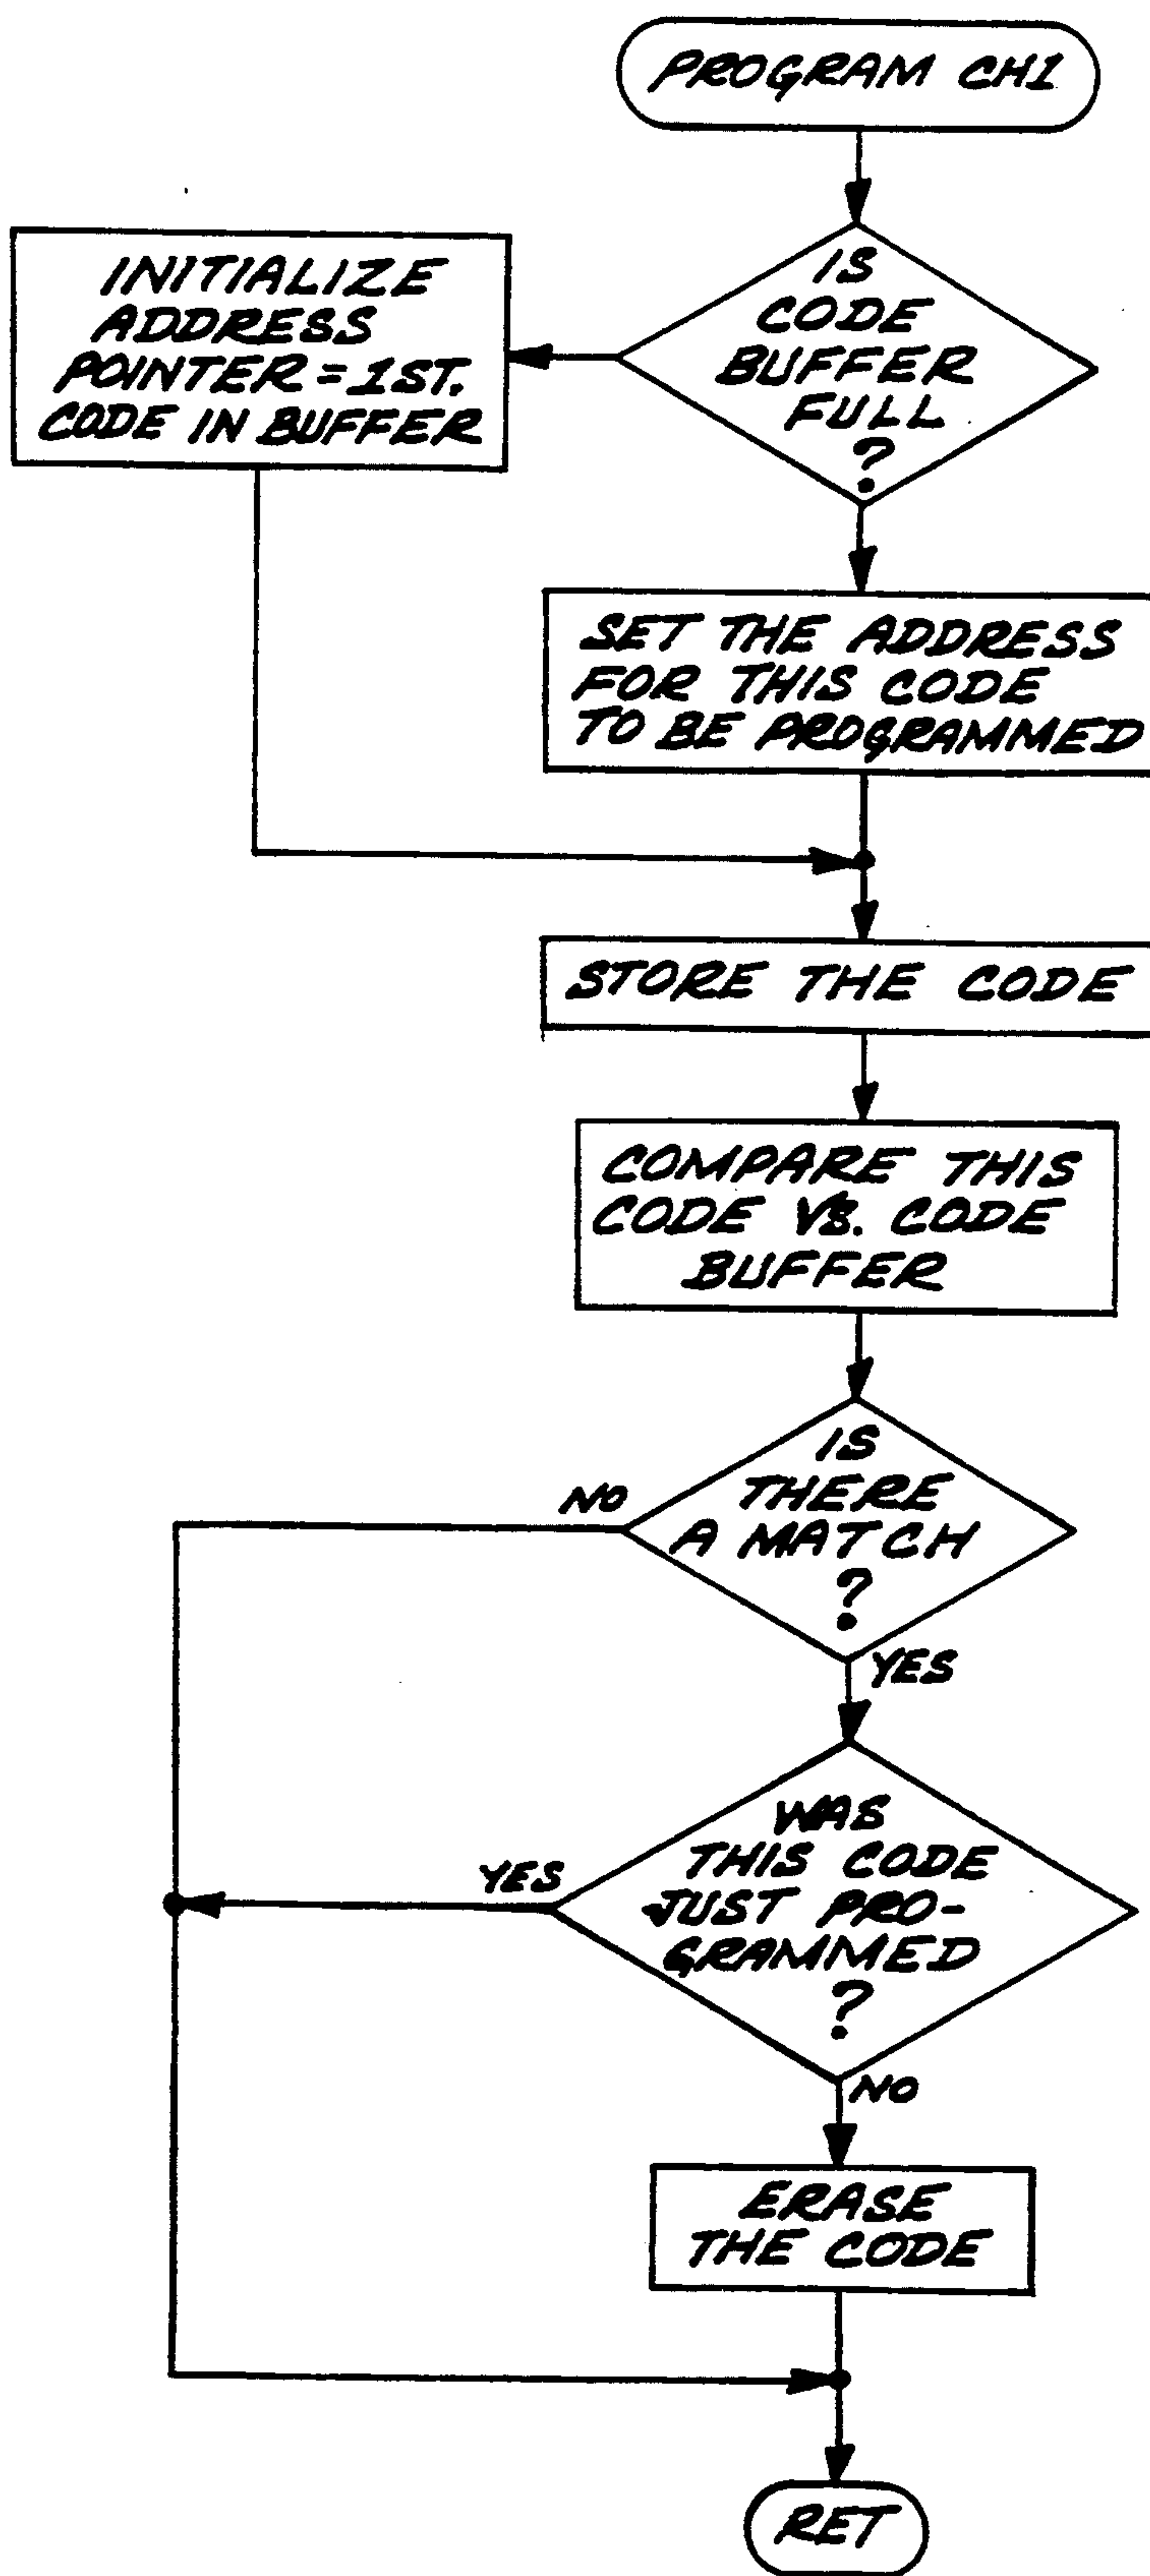 PROGRAM CH1
IS
CODE
BUFFER
FULL
?
INITIALIZE
ADDRESS
POINTER = 1ST.
CODE IN BUFFER
SET THE ADDRESS
FOR THIS CODE
TO BE PROGRAMMED
STORE THE CODE
COMPARE THIS
CODE VS. CODE
BUFFER
IS
THERE
A MATCH
?
NO
YES
WAS
THIS CODE
JUST PRO-
GRAMMED
?
YES
NO
ERASE
THE CODE
RET